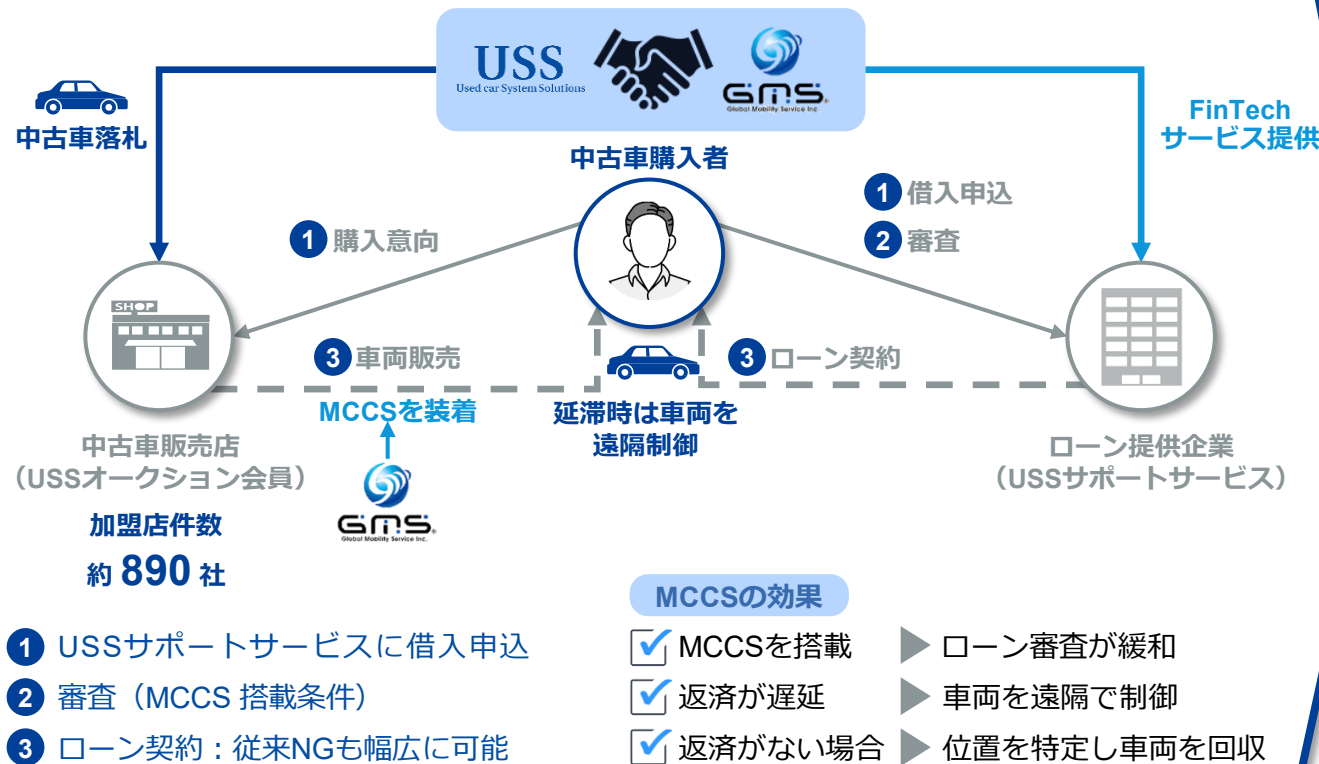 USS
Used car System Solutions
GMS®
Global Mobility Service Inc.
中古車落札
FinTech
サービス提供
中古車購入者
1 購入意向
1 借入申込
2 審査
SHOP
3 車両販売
3 ローン契約
MCCSを装着
延滞時は車両を
遠隔制御
中古車販売店
（USSオークション会員）
ローン提供企業
（USSサポートサービス）
GMS®
Global Mobility Service Inc.
加盟店件数
約 890 社
MCCSの効果
1 USSサポートサービスに借入申込
2 審査（MCCS 搭載条件）
3 ローン契約：従来NGも幅広に可能
MCCSを搭載 ▶ ローン審査が緩和
返済が遅延 ▶ 車両を遠隔で制御
返済がない場合 ▶ 位置を特定し車両を回収